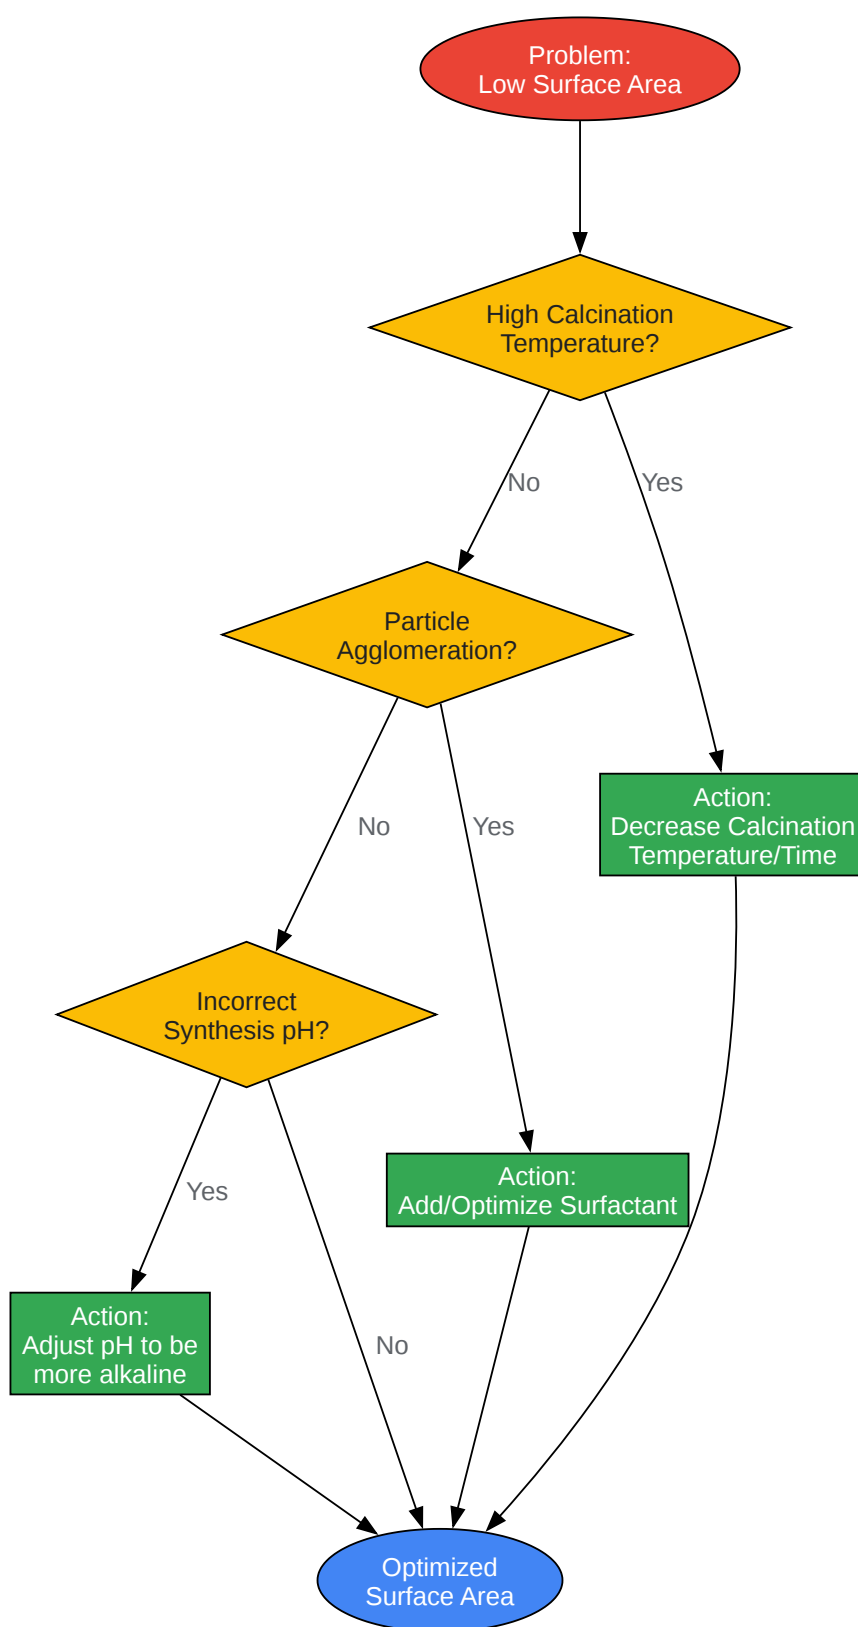 Problem:
Low Surface Area
High Calcination
Temperature?
No
Yes
Particle
Agglomeration?
Action:
Decrease Calcination
Temperature/Time
No
Yes
Incorrect
Synthesis pH?
Action:
Add/Optimize Surfactant
Yes
Action:
Adjust pH to be
more alkaline
No
Optimized
Surface Area